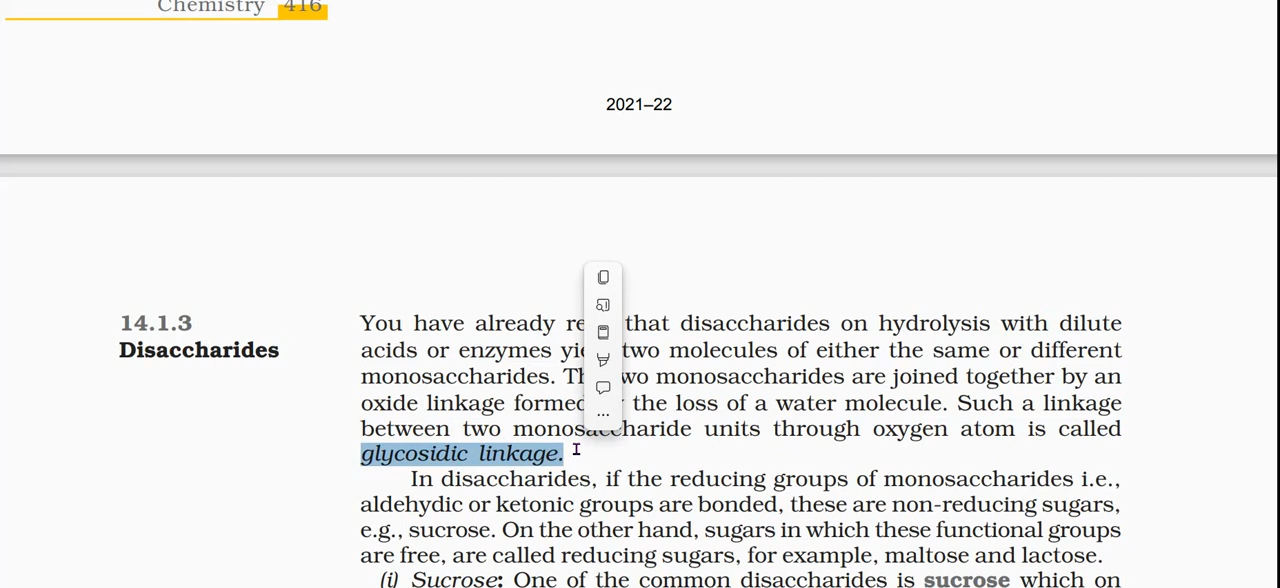 Chemistry 416
2021–22
14.1.3
Disaccharides
You have already re that disaccharides on hydrolysis with dilute
acids or enzymes yie two molecules of either the same or different
monosaccharides. Th wo monosaccharides are joined together by an
oxide linkage formed the loss of a water molecule. Such a linkage
between two monosaccharide units through oxygen atom is called
glycosidic linkage.
In disaccharides, if the reducing groups of monosaccharides i.e.,
aldehydic or ketonic groups are bonded, these are non-reducing sugars,
e.g., sucrose. On the other hand, sugars in which these functional groups
are free, are called reducing sugars, for example, maltose and lactose.
(i) Sucrose: One of the common disaccharides is sucrose which on